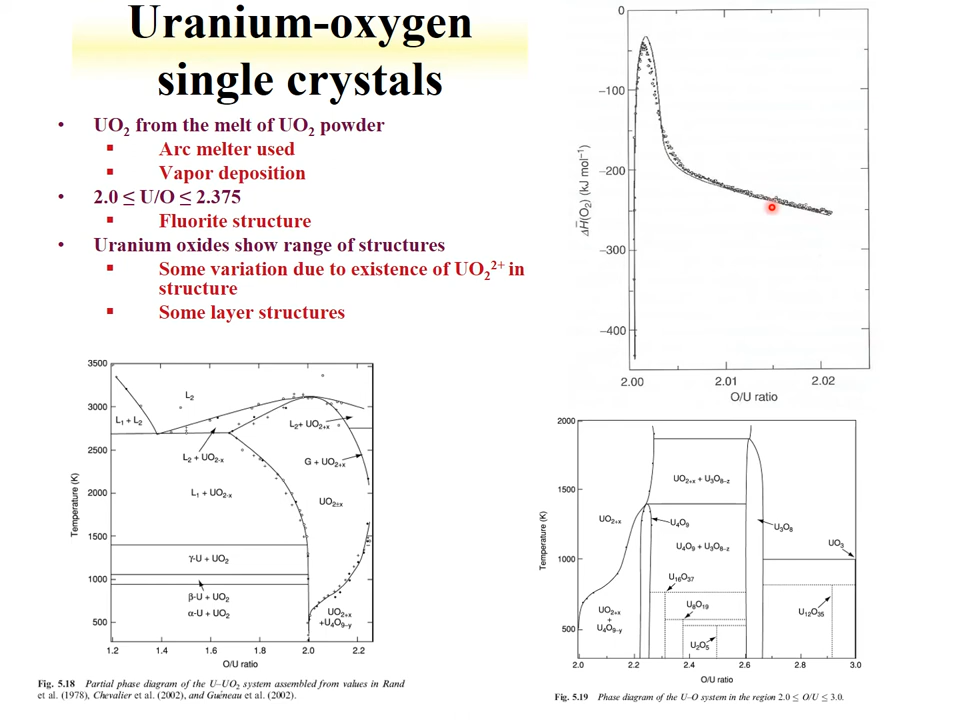 Uranium-oxygen
single crystals
• UO₂ from the melt of UO₂ powder
▪ Arc melter used
▪ Vapor deposition
• 2.0 ≤ U/O ≤ 2.375
▪ Fluorite structure
• Uranium oxides show range of structures
▪ Some variation due to existence of UO₂²⁺ in
structure
▪ Some layer structures
0
−100
−200
−300
−400
ΔH̄(O₂) (kJ mol⁻¹)
2.00 2.01 2.02
O/U ratio
3500
3000
2500
2000
1500
1000
500
Temperature (K)
L₂
L₁ + L₂
L₂+ UO₂₊ₓ
L₂ + UO₂₋ₓ
G + UO₂₊ₓ
L₁ + UO₂₋ₓ
UO₂±ₓ
γ-U + UO₂
β-U + UO₂
α-U + UO₂
UO₂₊ₓ
+U₄O₉₋y
1.2 1.4 1.6 1.8 2.0 2.2
O/U ratio
Fig. 5.18 Partial phase diagram of the U–UO₂ system assembled from values in Rand
et al. (1978), Chevalier et al. (2002), and Guéneau et al. (2002).
2000
1500
1000
500
Temperature (K)
UO₂₊ₓ + U₃O₈₋z
UO₂₊ₓ
U₄O₉
U₃O₈
UO₃
U₄O₉ + U₃O₈₋z
U₁₆O₃₇
U₈O₁₉
U₁₂O₃₅
UO₂₊ₓ
+
U₄O₉₋y
U₂O₅
2.0 2.2 2.4 2.6 2.8 3.0
O/U ratio
Fig. 5.19 Phase diagram of the U–O system in the region 2.0 ≤ O/U ≤ 3.0.